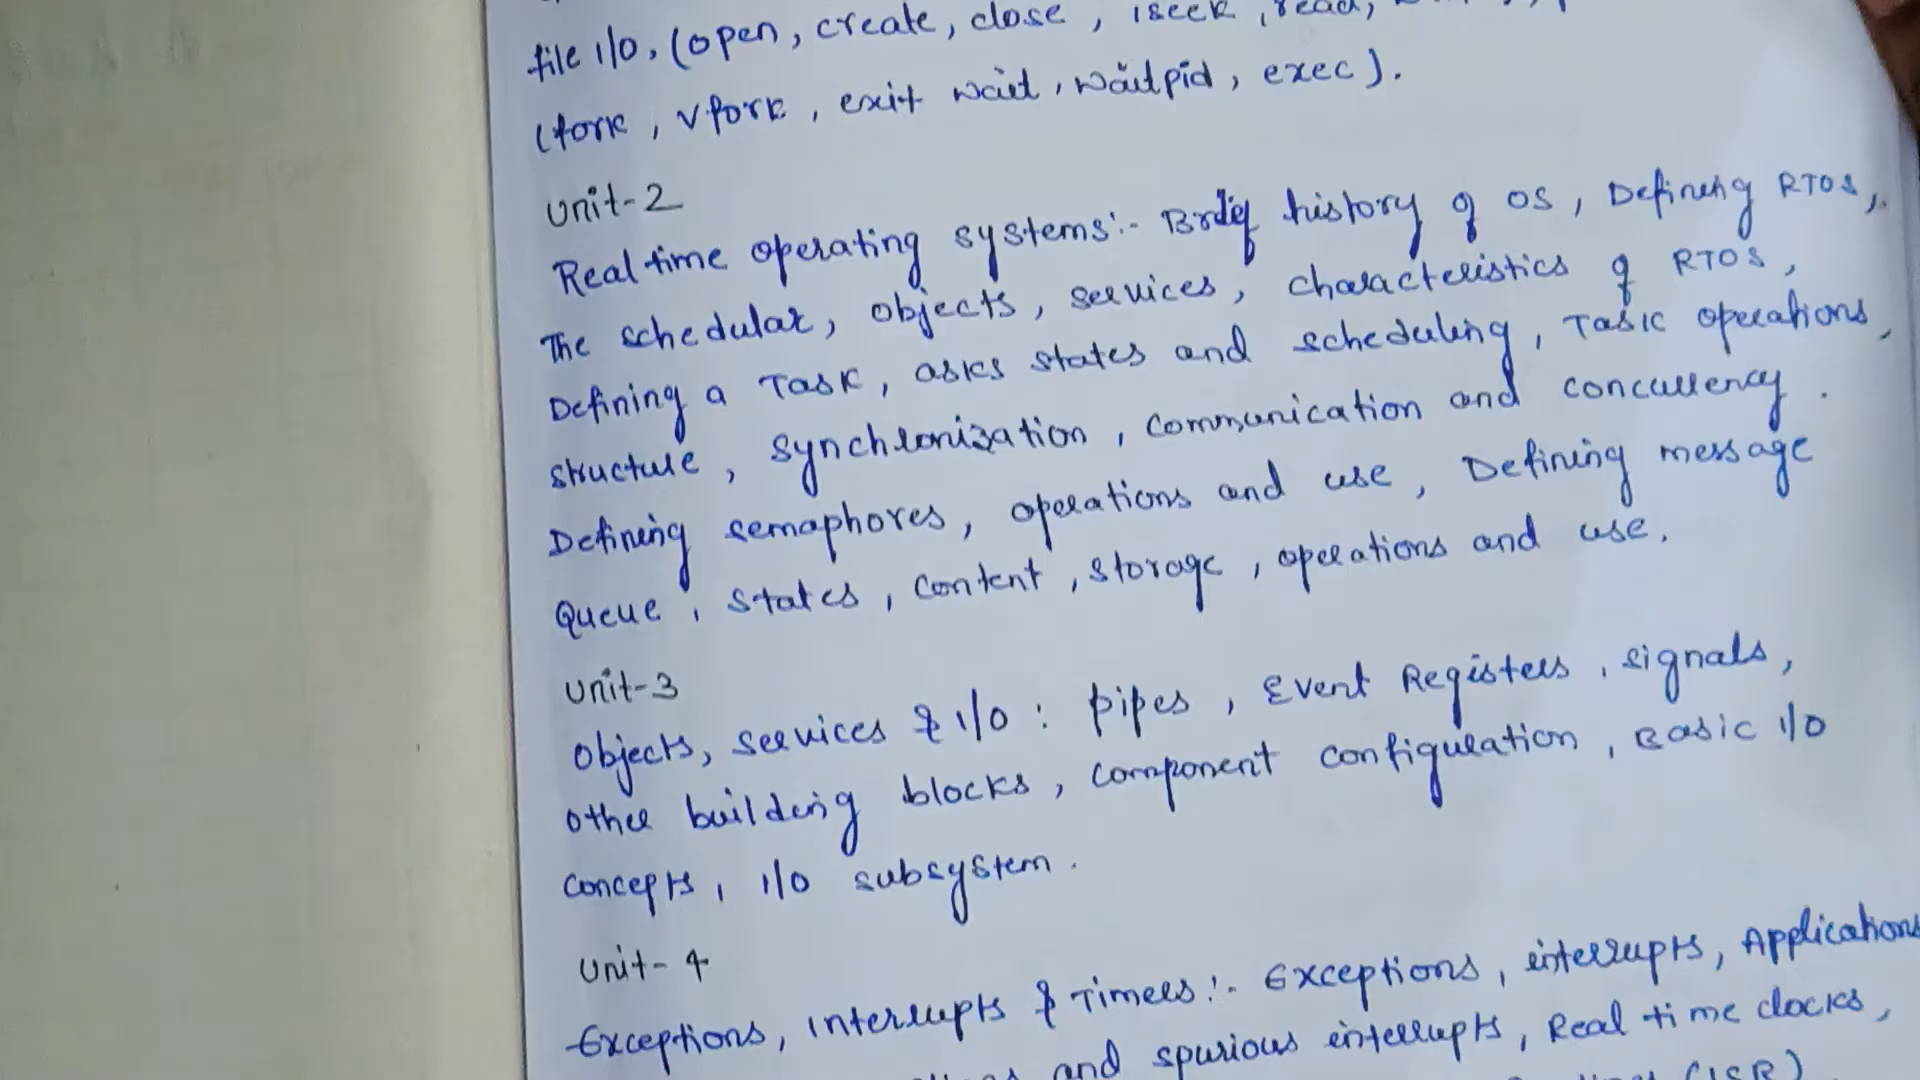 file I/O, (open, create, close, lseek, read,
(fork, vfork, exit wait, waitpid, exec).
Unit-2
Real time operating systems:- Brief history of OS, Defining RTOS,
The schedular, objects, services, characteristics of RTOS,
Defining a Task, asks states and scheduling, Task operations,
structure, synchronization, communication and concurrency.
Defining semaphores, operations and use, Defining message
Queue, states, content, storage, operations and use.
Unit-3
Objects, services & I/O: pipes, Event Registers, signals,
other building blocks, component configuration, Basic I/O
concepts, I/O subsystem.
Unit-4
Exceptions, Interrupts & Timers:- Exceptions, interrupts, Applications
and spurious interrupts, Real time clocks,
(ISR)